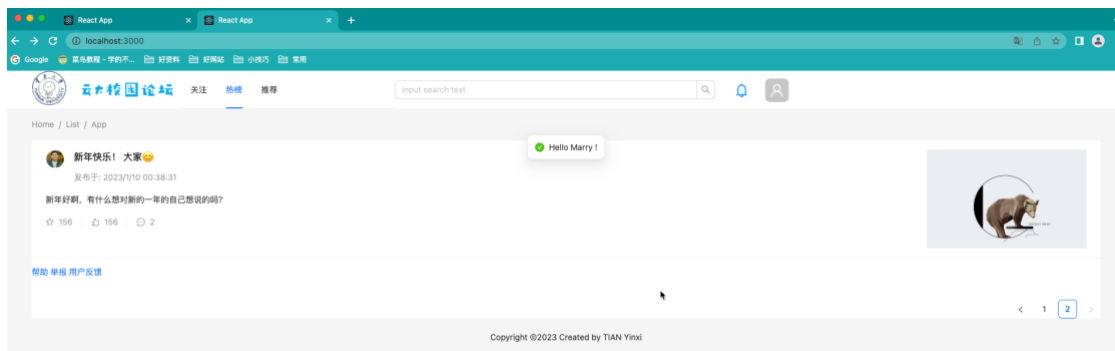 React App
React App
localhost:3000
Google 菜鸟教程 - 学的不... 好资料 好网站 小技巧 常用
云大校园论坛 关注 热榜 推荐 input search text
Home / List / App
Hello Marry !
新年快乐！ 大家😊
发布于: 2023/1/10 00:38:31
新年好啊，有什么想对新的一年的自己想说的吗?
156 156 2
帮助 举报 用户反馈
< 1 2 >
Copyright ©2023 Created by TIAN Yinxi